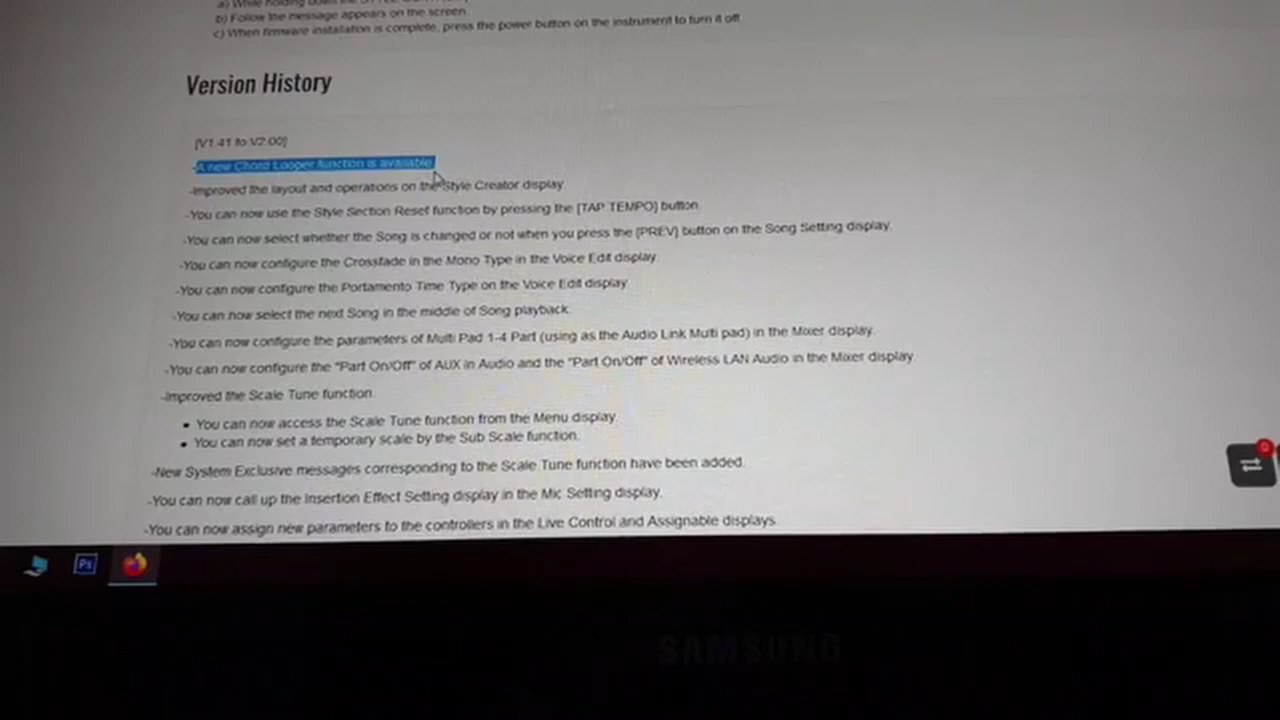 b) Follow the message appears on the screen.
c) When firmware installation is complete, press the power button on the instrument to turn it off.
Version History
[V1.41 to V2.00]
-A new Chord Looper function is available.
-Improved the layout and operations on the Style Creator display.
-You can now use the Style Section Reset function by pressing the [TAP TEMPO] button.
-You can now select whether the Song is changed or not when you press the [PREV] button on the Song Setting display.
-You can now configure the Crossfade in the Mono Type in the Voice Edit display.
-You can now configure the Portamento Time Type on the Voice Edit display.
-You can now select the next Song in the middle of Song playback.
-You can now configure the parameters of Multi Pad 1-4 Part (using as the Audio Link Multi pad) in the Mixer display.
-You can now configure the "Part On/Off" of AUX in Audio and the "Part On/Off" of Wireless LAN Audio in the Mixer display.
-Improved the Scale Tune function.
• You can now access the Scale Tune function from the Menu display.
• You can now set a temporary scale by the Sub Scale function.
-New System Exclusive messages corresponding to the Scale Tune function have been added.
-You can now call up the Insertion Effect Setting display in the Mic Setting display.
-You can now assign new parameters to the controllers in the Live Control and Assignable displays.
0
Ps
SAMSUNG